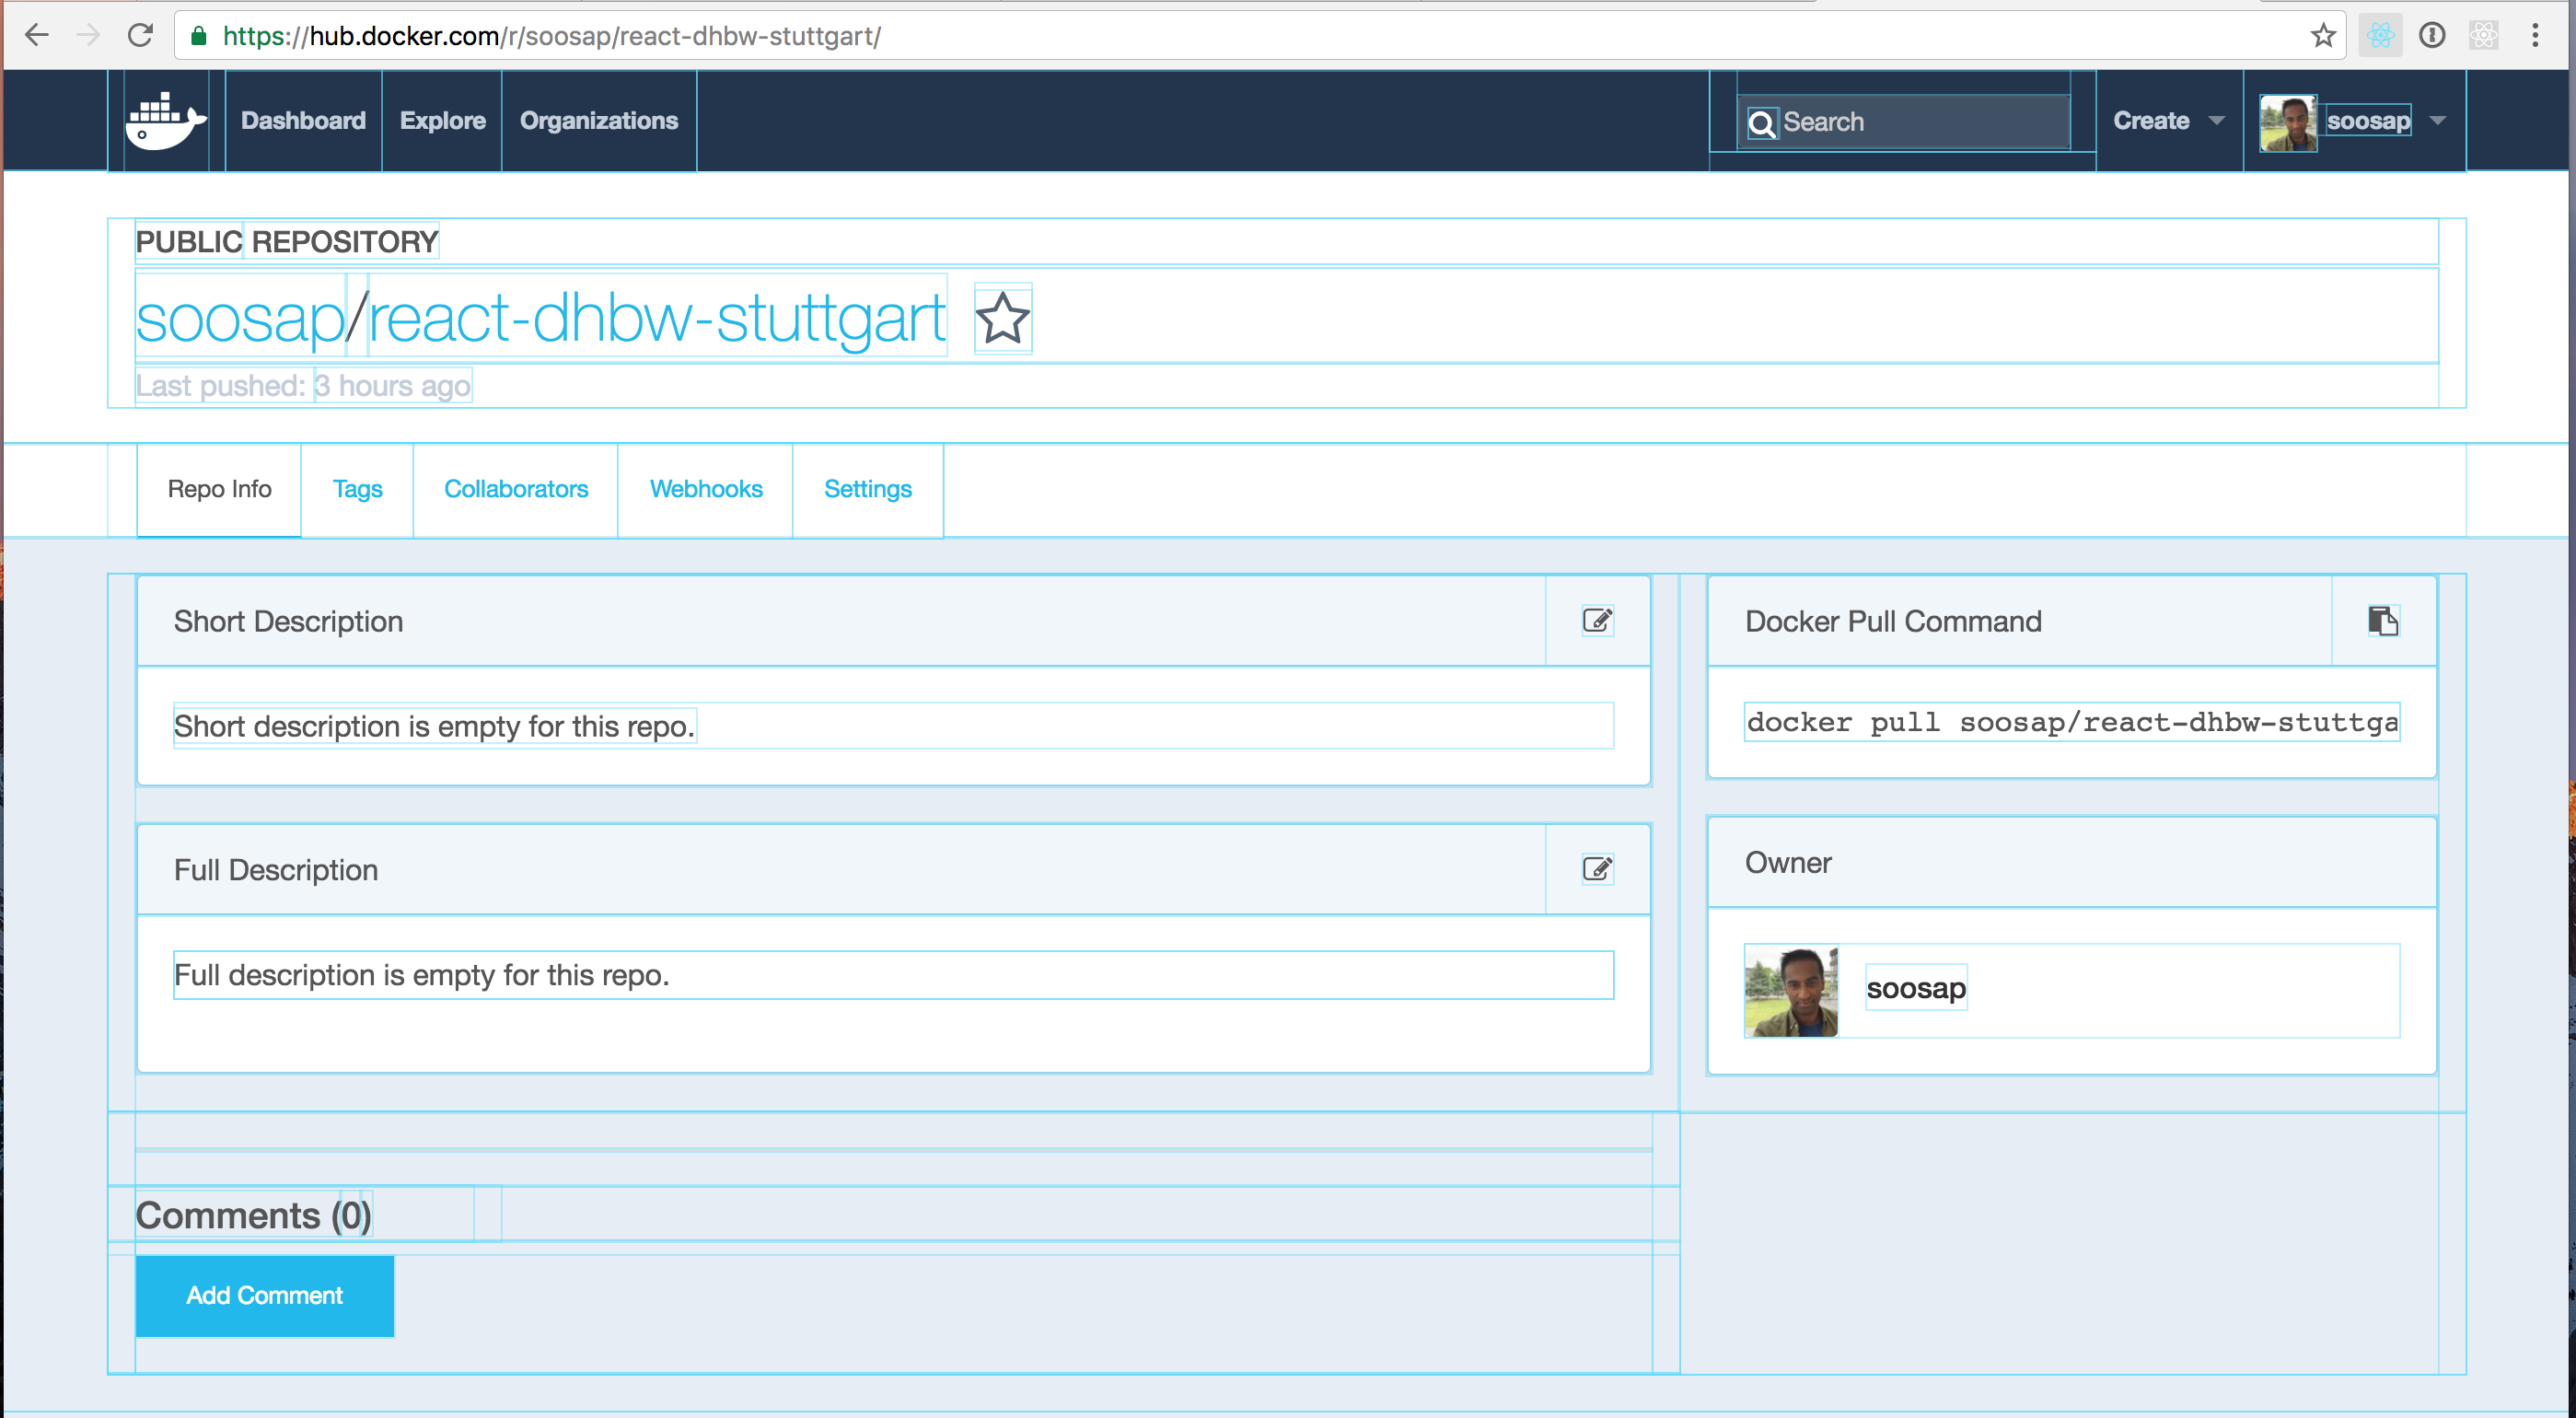 https://hub.docker.com/r/soosap/react-dhbw-stuttgart/
Dashboard Explore Organizations Search Create soosap
PUBLIC REPOSITORY
soosap/react-dhbw-stuttgart
Last pushed: 3 hours ago
Repo Info Tags Collaborators Webhooks Settings
Short Description
Short description is empty for this repo.
Full Description
Full description is empty for this repo.
Docker Pull Command
docker pull soosap/react-dhbw-stuttga
Owner
soosap
Comments (0)
Add Comment